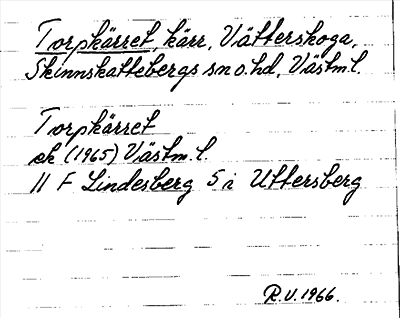 Torpkärret, kärr, Vätterskoga,
Skinnskattebergs sn o. hd, Västm. l.
Torpkärret
ek (1965) Västm. l.
11 F Lindesberg 5 i Uttersberg
R.V. 1966.